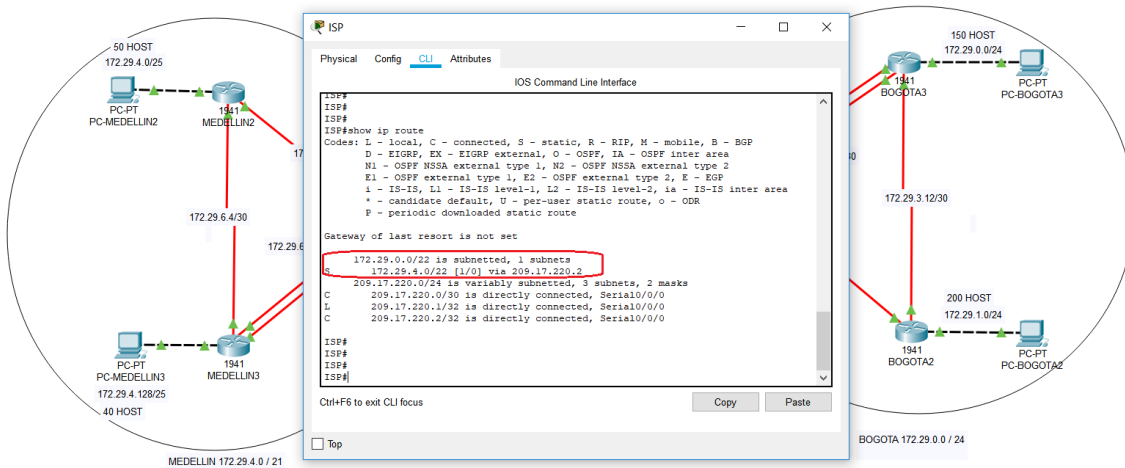 50 HOST
172.29.4.0/25
PC-PT
PC-MEDELLIN2
1941
MEDELLIN2
17
172.29.6.4/30
172.29.6
PC-PT
PC-MEDELLIN3
172.29.4.128/25
40 HOST
1941
MEDELLIN3
MEDELLIN 172.29.4.0 / 21
ISP
Physical Config CLI Attributes
IOS Command Line Interface
ISP#
ISP#
ISP#
ISP#show ip route
Codes: L - local, C - connected, S - static, R - RIP, M - mobile, B - BGP
D - EIGRP, EX - EIGRP external, O - OSPF, IA - OSPF inter area
N1 - OSPF NSSA external type 1, N2 - OSPF NSSA external type 2
E1 - OSPF external type 1, E2 - OSPF external type 2, E - EGP
i - IS-IS, L1 - IS-IS level-1, L2 - IS-IS level-2, ia - IS-IS inter area
* - candidate default, U - per-user static route, o - ODR
P - periodic downloaded static route
Gateway of last resort is not set
172.29.0.0/22 is subnetted, 1 subnets
S 172.29.4.0/22 [1/0] via 209.17.220.2
209.17.220.0/24 is variably subnetted, 3 subnets, 2 masks
C 209.17.220.0/30 is directly connected, Serial0/0/0
L 209.17.220.1/32 is directly connected, Serial0/0/0
C 209.17.220.2/32 is directly connected, Serial0/0/0
ISP#
ISP#
ISP#
ISP#
Ctrl+F6 to exit CLI focus
Copy Paste
Top
150 HOST
172.29.0.0/24
1941
BOGOTA3
PC-PT
PC-BOGOTA3
30
172.29.3.12/30
200 HOST
172.29.1.0/24
1941
BOGOTA2
PC-PT
PC-BOGOTA2
BOGOTA 172.29.0.0 / 24